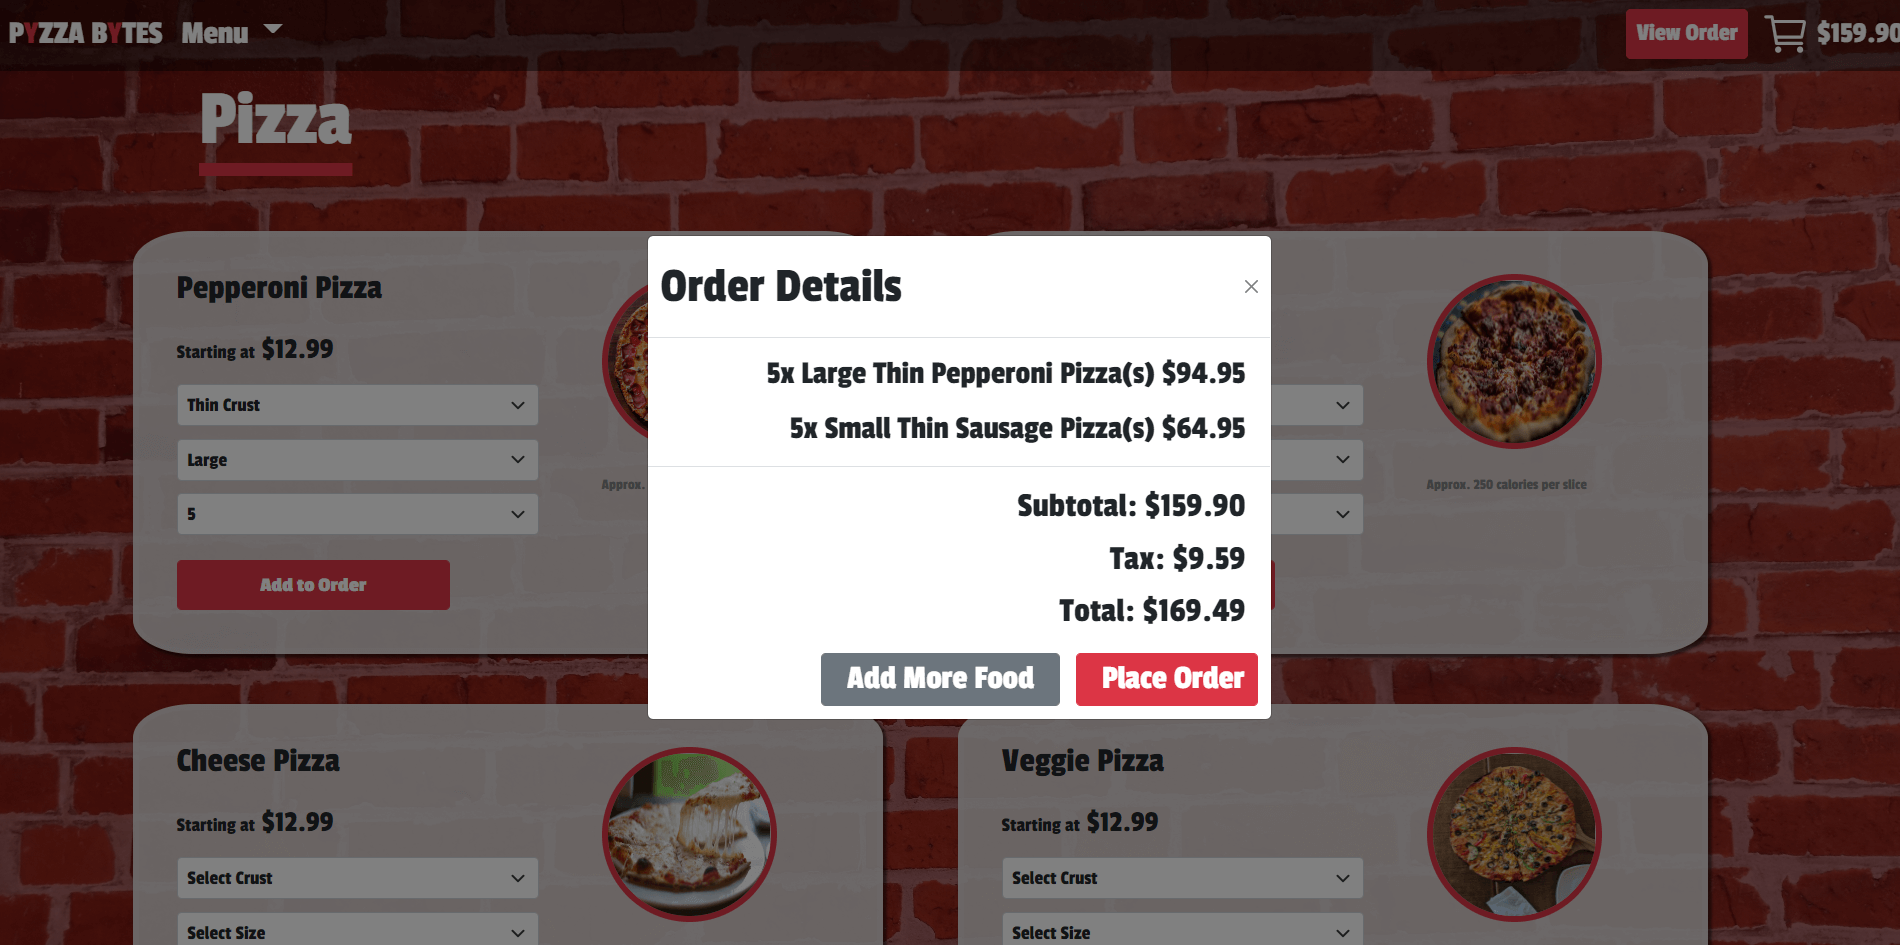 PYZZA BYTES Menu View Order $159.90
Pizza
Pepperoni Pizza
Starting at $12.99
Thin Crust
Large
5
Approx.
Add to Order
Approx. 250 calories per slice
Order Details
5x Large Thin Pepperoni Pizza(s) $94.95
5x Small Thin Sausage Pizza(s) $64.95
Subtotal: $159.90
Tax: $9.59
Total: $169.49
Add More Food Place Order
Cheese Pizza
Starting at $12.99
Select Crust
Select Size
Veggie Pizza
Starting at $12.99
Select Crust
Select Size